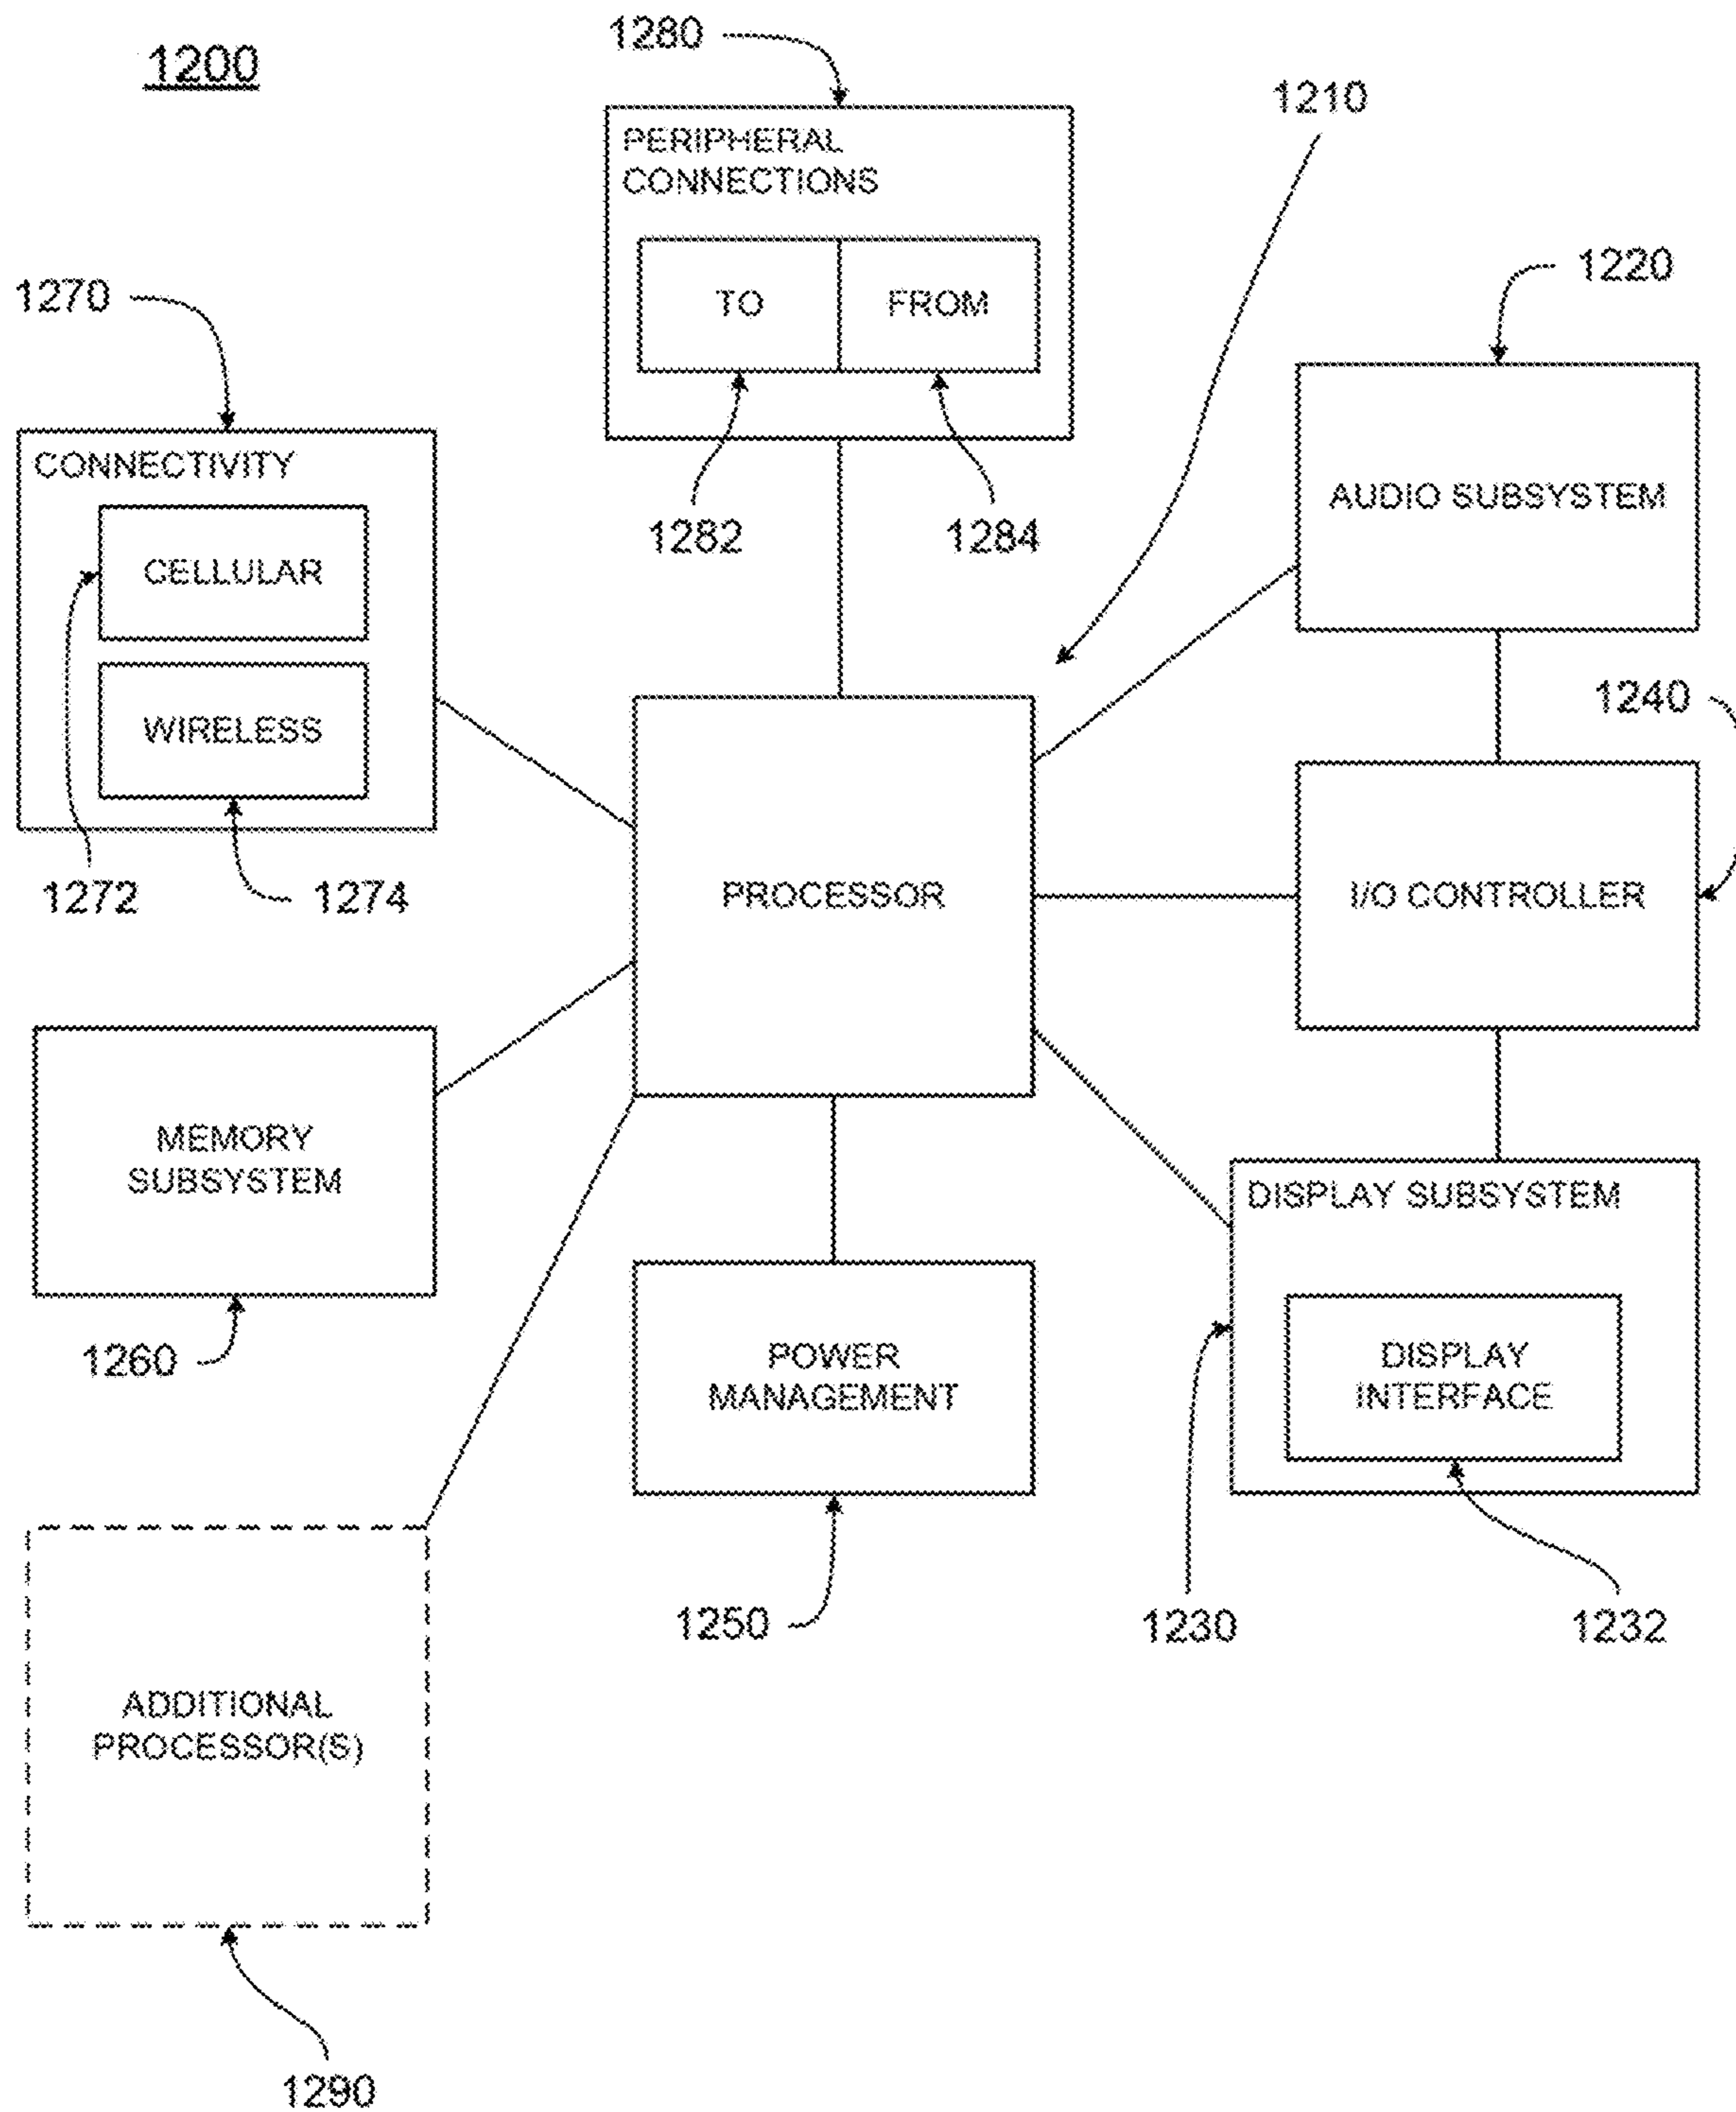 1200
1280
1210
PERIPHERAL
CONNECTIONS
TO
FROM
1282
1284
1220
AUDIO SUBSYSTEM
1270
CONNECTIVITY
CELLULAR
WIRELESS
1272
1274
PROCESSOR
1240
I/O CONTROLLER
MEMORY
SUBSYSTEM
1260
POWER
MANAGEMENT
1250
DISPLAY SUBSYSTEM
DISPLAY
INTERFACE
1230
1232
ADDITIONAL
PROCESSOR(S)
1290